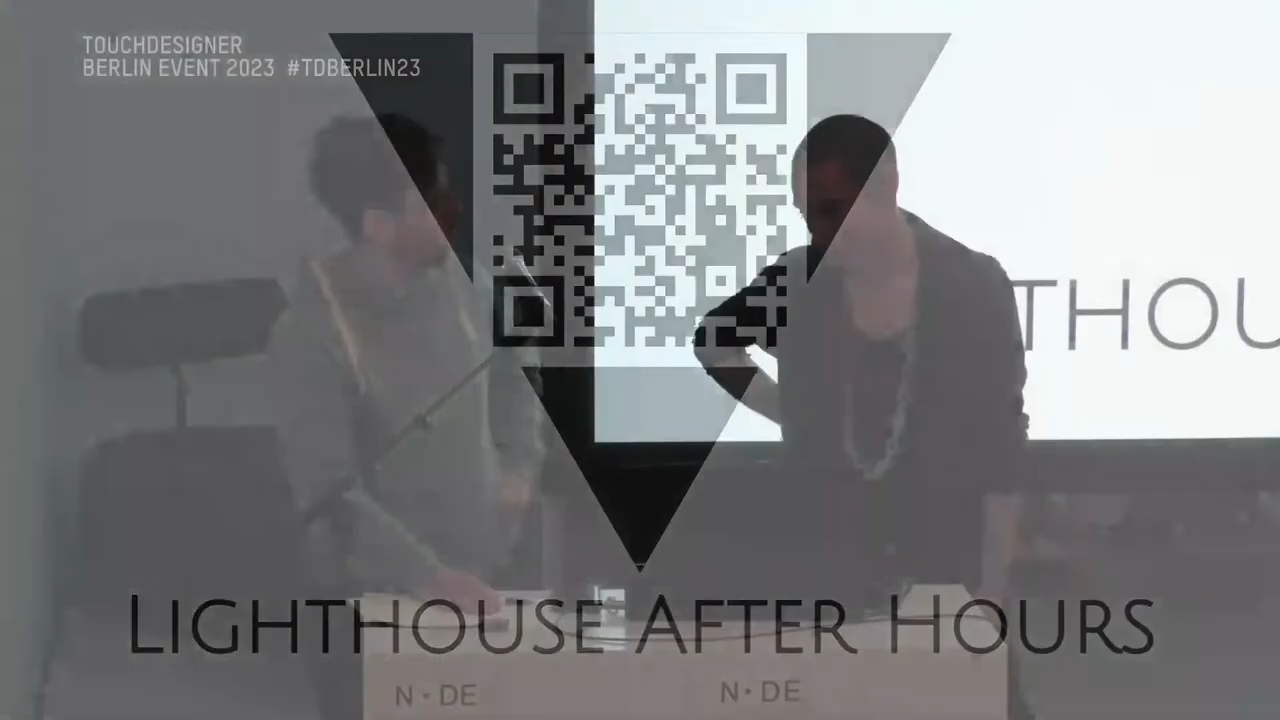 TOUCHDESIGNER
BERLIN EVENT 2023 #TDBERLIN23
THOU
LIGHTHOUSE AFTER HOURS
N•DE
N•DE